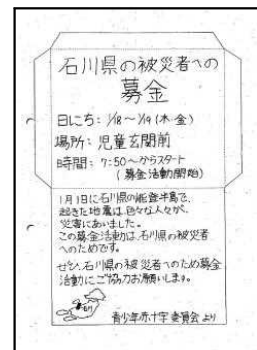 石川県の被災者への
募金
日にち: 1/18～1/19(木・金)
場所: 児童玄関前
時間: 7:50～からスタート
(募金活動開始)
1月1日に石川県の能登半島で、
起きた地震は、色々な人々が、
災害にあいました。
この募金活動は、石川県の被災者
へのためです。
ぜひ、石川県の被災者へのため募金
活動にご協力お願いします。
青少年赤十字委員会より